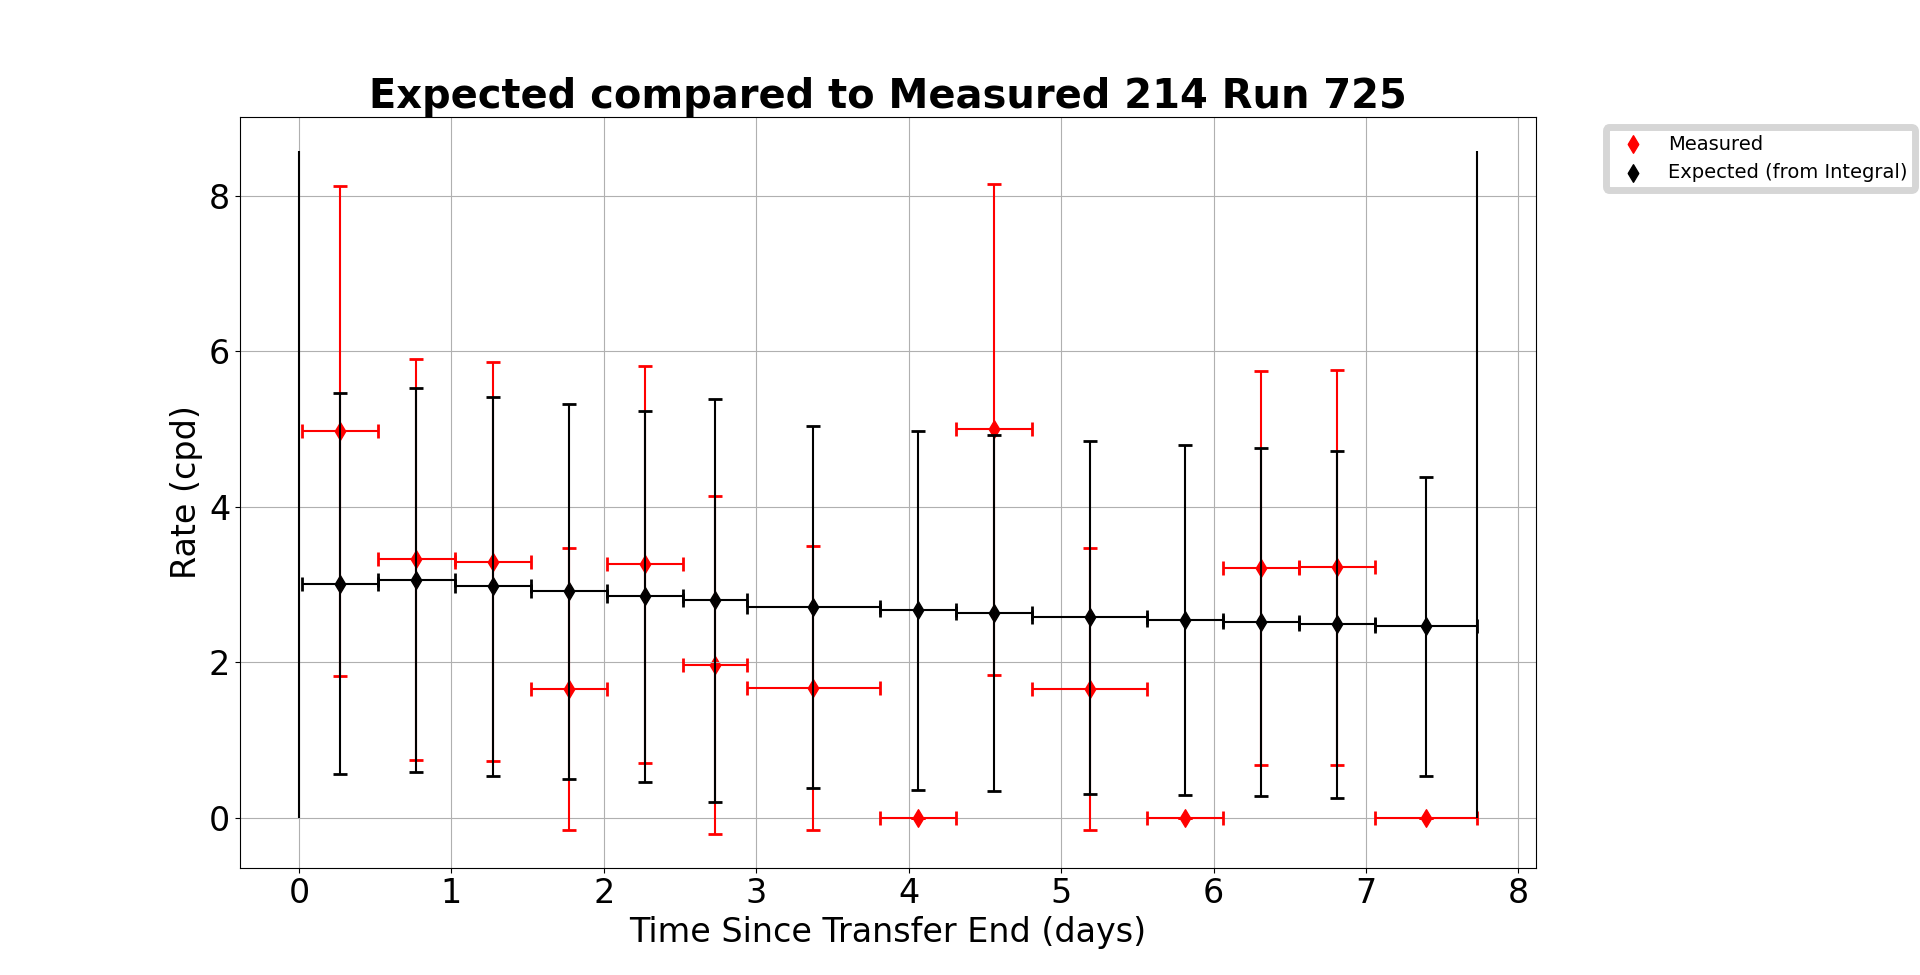 Expected compared to Measured 214 Run 725
Measured
Expected (from Integral)
Rate (cpd)
8
6
4
2
0
0 1 2 3 4 5 6 7 8
Time Since Transfer End (days)